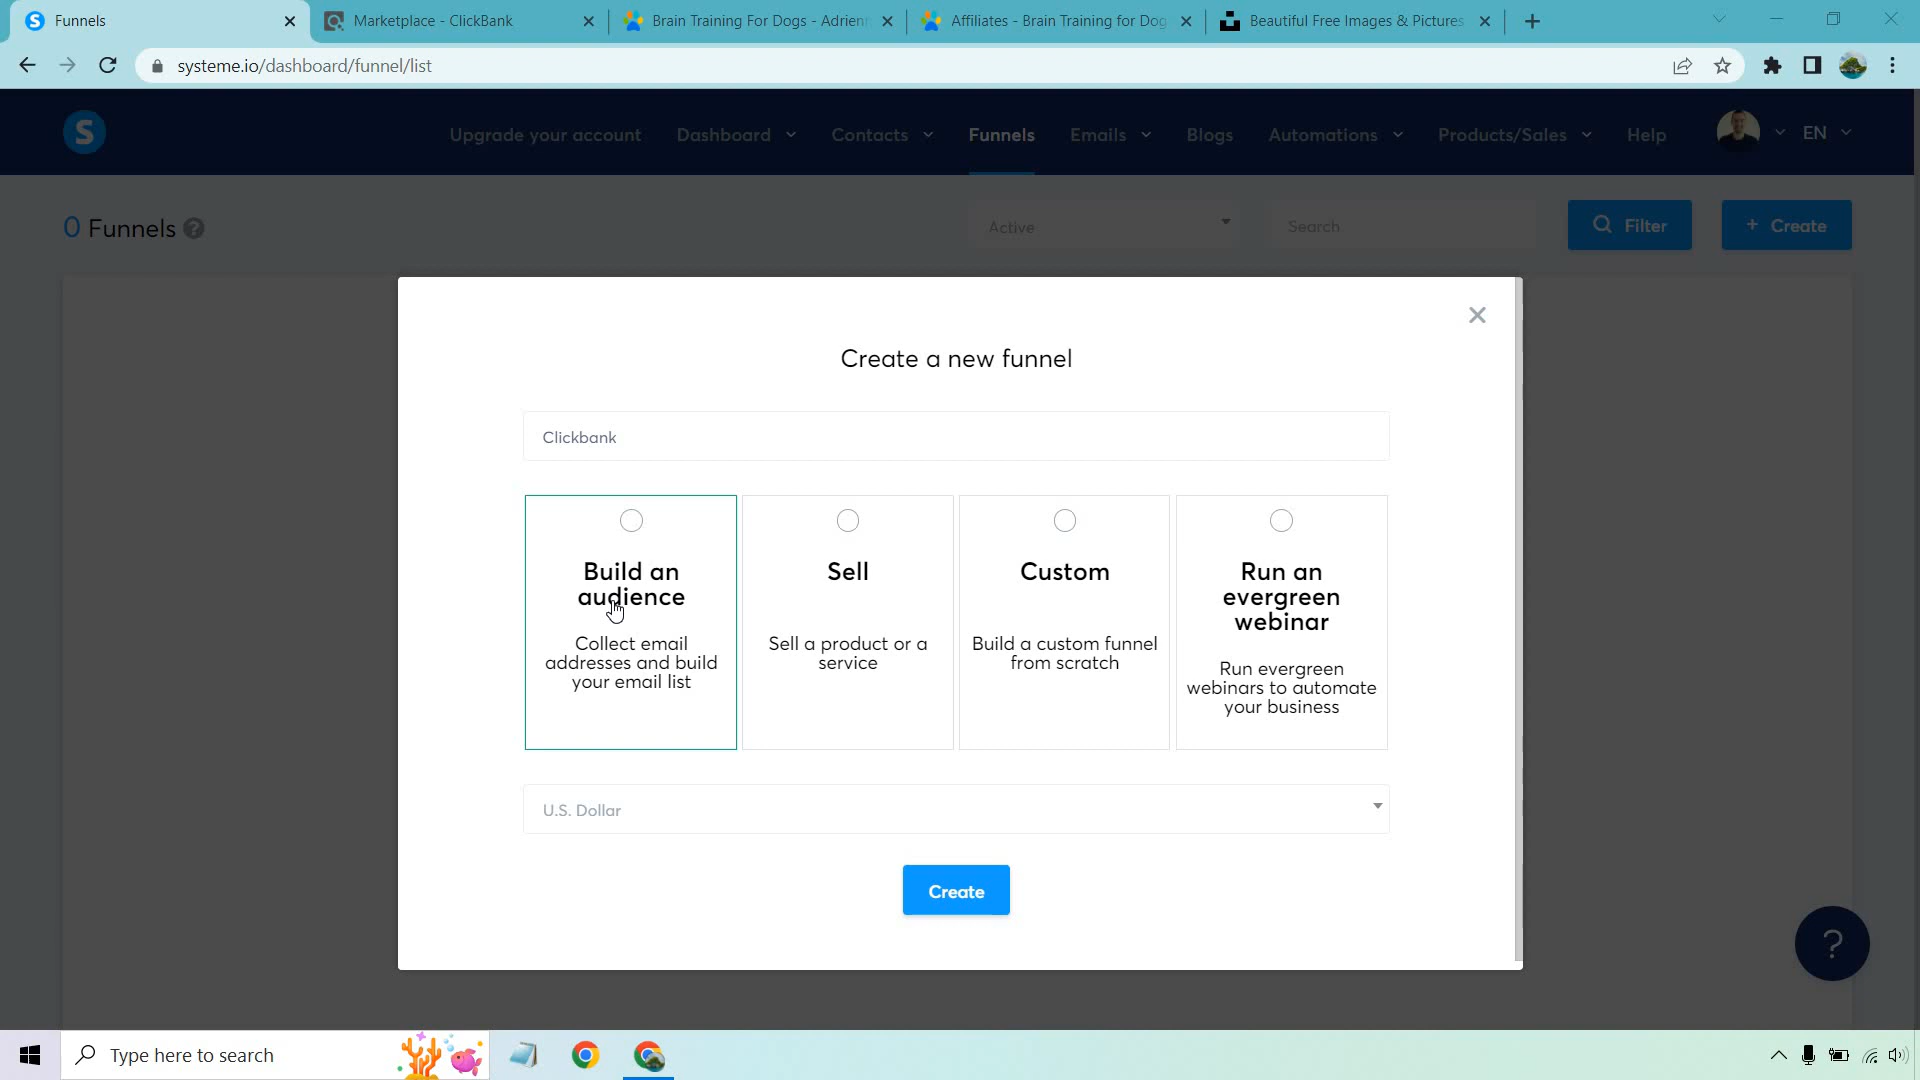 Funnels
Marketplace - ClickBank
Brain Training For Dogs - Adrienn
Affiliates - Brain Training for Dog
Beautiful Free Images & Pictures
systeme.io/dashboard/funnel/list
S
Upgrade your account
Dashboard
Contacts
Funnels
Emails
Blogs
Automations
Products/Sales
Help
EN
0 Funnels ?
Active
Search
Filter
+ Create
Create a new funnel
Clickbank
Build an
audience
Collect email
addresses and build
your email list
Sell
Sell a product or a
service
Custom
Build a custom funnel
from scratch
Run an
evergreen
webinar
Run evergreen
webinars to automate
your business
U.S. Dollar
Create
?
Type here to search